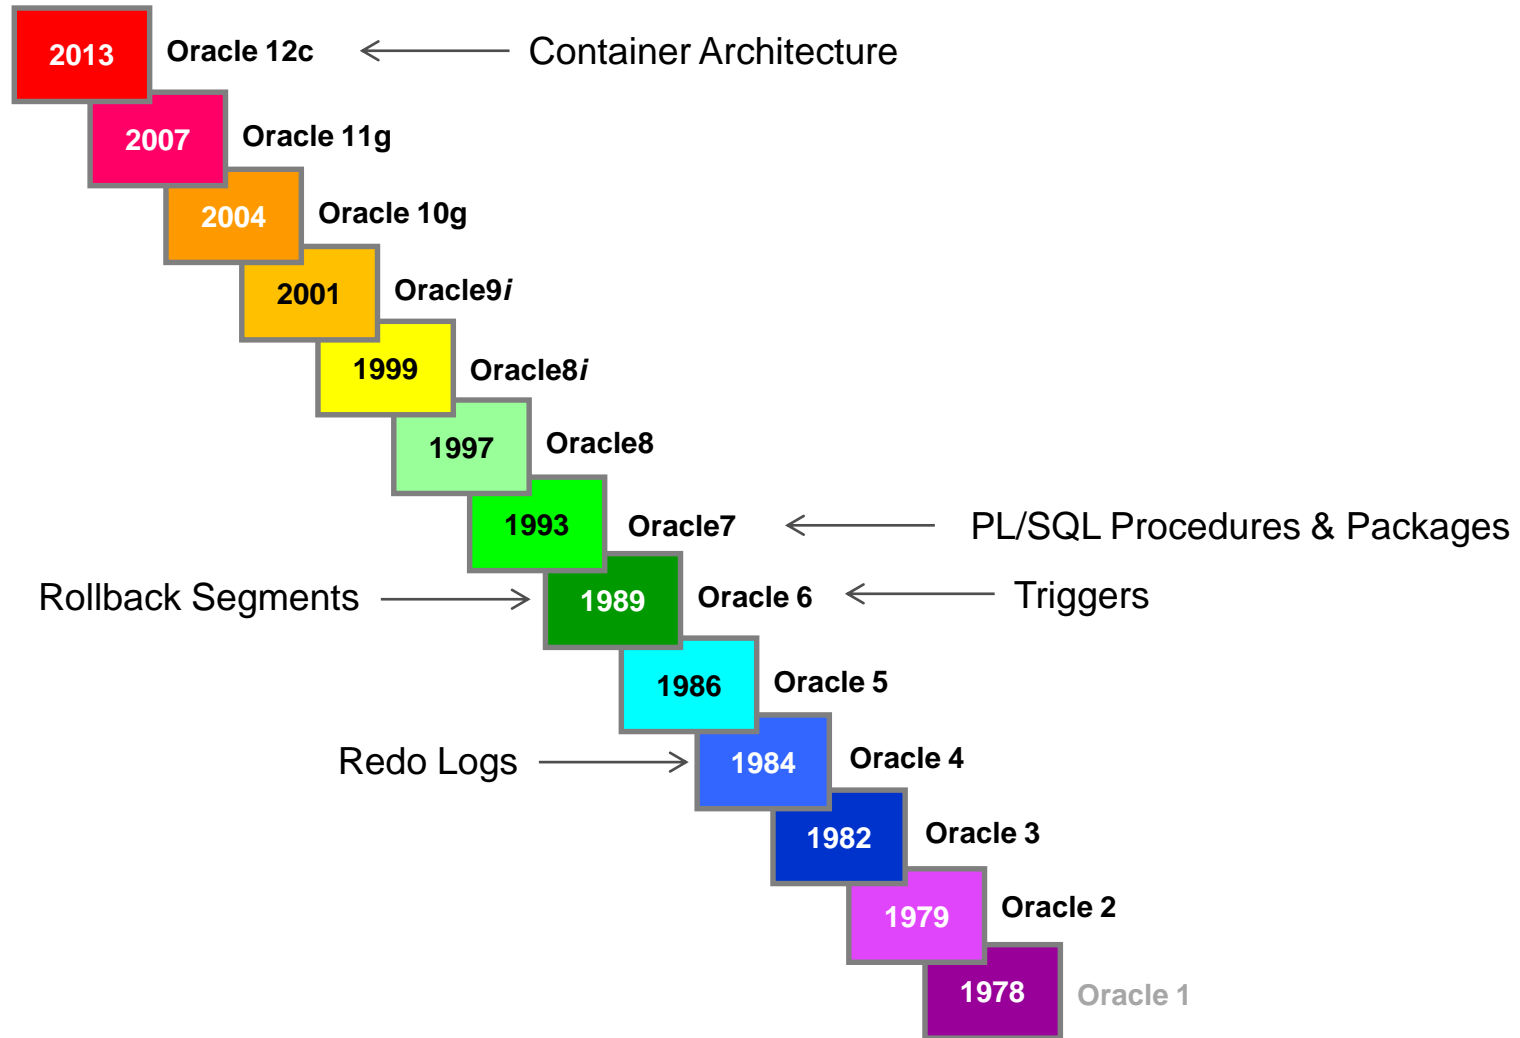 2013 Oracle 12c Container Architecture
2007 Oracle 11g
2004 Oracle 10g
2001 Oracle9i
1999 Oracle8i
1997 Oracle8
1993 Oracle7 PL/SQL Procedures & Packages
Rollback Segments 1989 Oracle 6 Triggers
1986 Oracle 5
Redo Logs 1984 Oracle 4
1982 Oracle 3
1979 Oracle 2
1978 Oracle 1